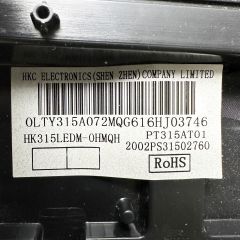 HKC ELECTRONICS(SHEN ZHEN)COMPANY LIMITED
OLTY315A072MQG616HJ03746
HK315LEDM-OHMQH PT315AT01
2002PS31502760
RoHS